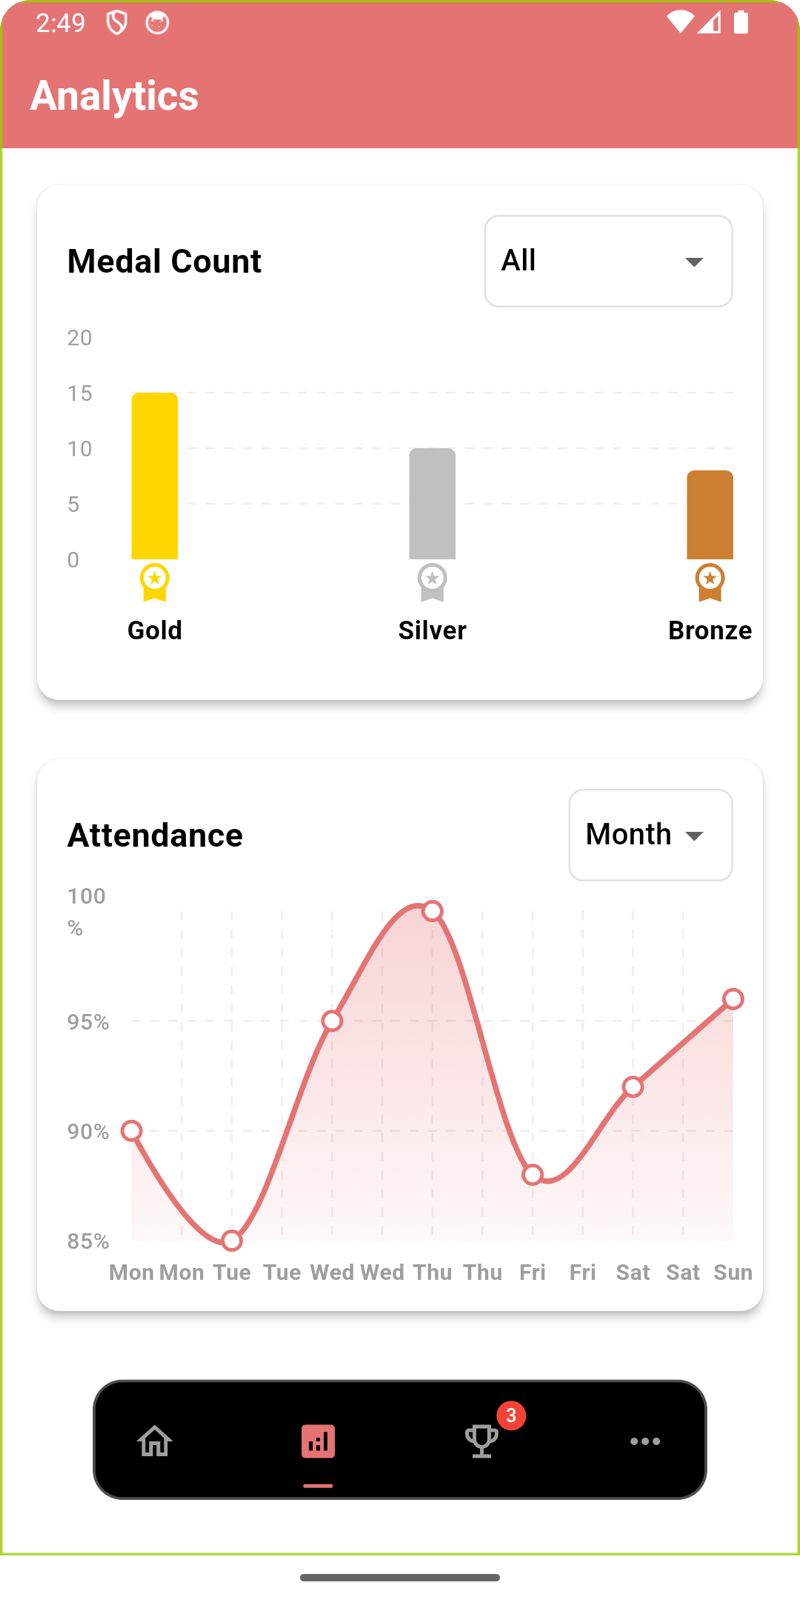 2:49
Analytics
Medal Count
All
20
15
10
5
0
Gold Silver Bronze
Attendance
Month
100
%
95%
90%
85%
Mon Mon Tue Tue Wed Wed Thu Thu Fri Fri Sat Sat Sun
3